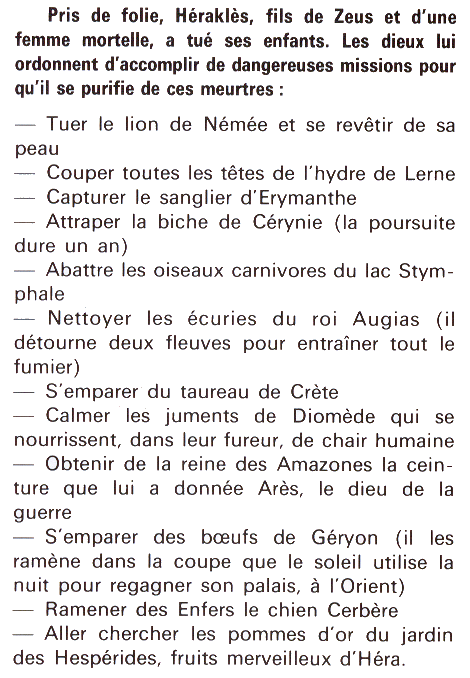 Pris de folie, Héraklès, fils de Zeus et d'une
femme mortelle, a tué ses enfants. Les dieux lui
ordonnent d'accomplir de dangereuses missions pour
qu'il se purifie de ces meurtres :
— Tuer le lion de Némée et se revêtir de sa
peau
— Couper toutes les têtes de l'hydre de Lerne
— Capturer le sanglier d'Erymanthe
— Attraper la biche de Cérynie (la poursuite
dure un an)
— Abattre les oiseaux carnivores du lac Stym-
phale
— Nettoyer les écuries du roi Augias (il
détourne deux fleuves pour entraîner tout le
fumier)
— S'emparer du taureau de Crète
— Calmer les juments de Diomède qui se
nourrissent, dans leur fureur, de chair humaine
— Obtenir de la reine des Amazones la cein-
ture que lui a donnée Arès, le dieu de la
guerre
— S'emparer des bœufs de Géryon (il les
ramène dans la coupe que le soleil utilise la
nuit pour regagner son palais, à l'Orient)
— Ramener des Enfers le chien Cerbère
— Aller chercher les pommes d'or du jardin
des Hespérides, fruits merveilleux d'Héra.